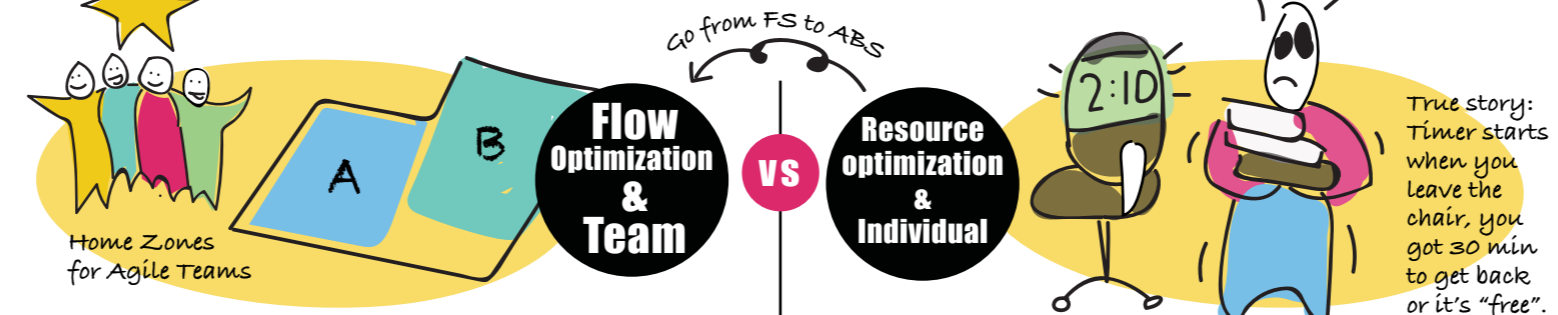 Go from FS to ABS
A
B
Home Zones
for Agile Teams
Flow
Optimization
&
Team
VS
Resource
optimization
&
Individual
2:10
True story:
Timer starts
when you
leave the
chair, you
got 30 min
to get back
or it's "free".